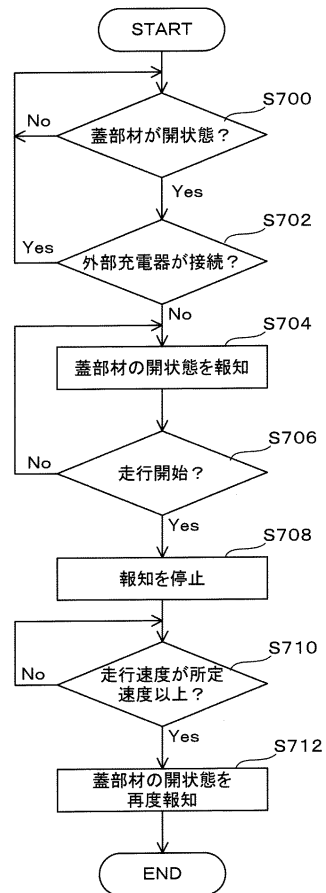 START
S700
蓋部材が開状態?
No
Yes
S702
外部充電器が接続?
Yes
No
S704
蓋部材の開状態を報知
S706
走行開始?
No
Yes
S708
報知を停止
S710
走行速度が所定
速度以上?
No
Yes
S712
蓋部材の開状態を
再度報知
END